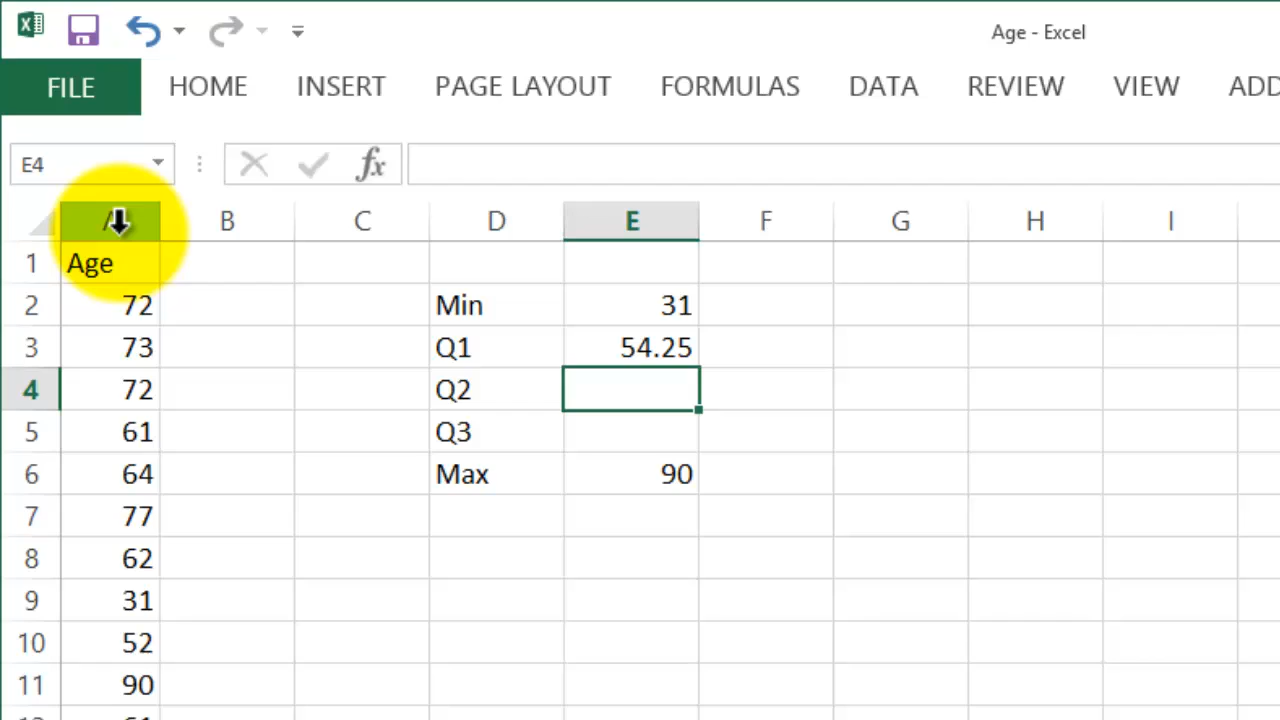 Age - Excel
FILE HOME INSERT PAGE LAYOUT FORMULAS DATA REVIEW VIEW ADD
E4 fx
A B C D E F G H I
1 Age
2 72 Min 31
3 73 Q1 54.25
4 72 Q2
5 61 Q3
6 64 Max 90
7 77
8 62
9 31
10 52
11 90